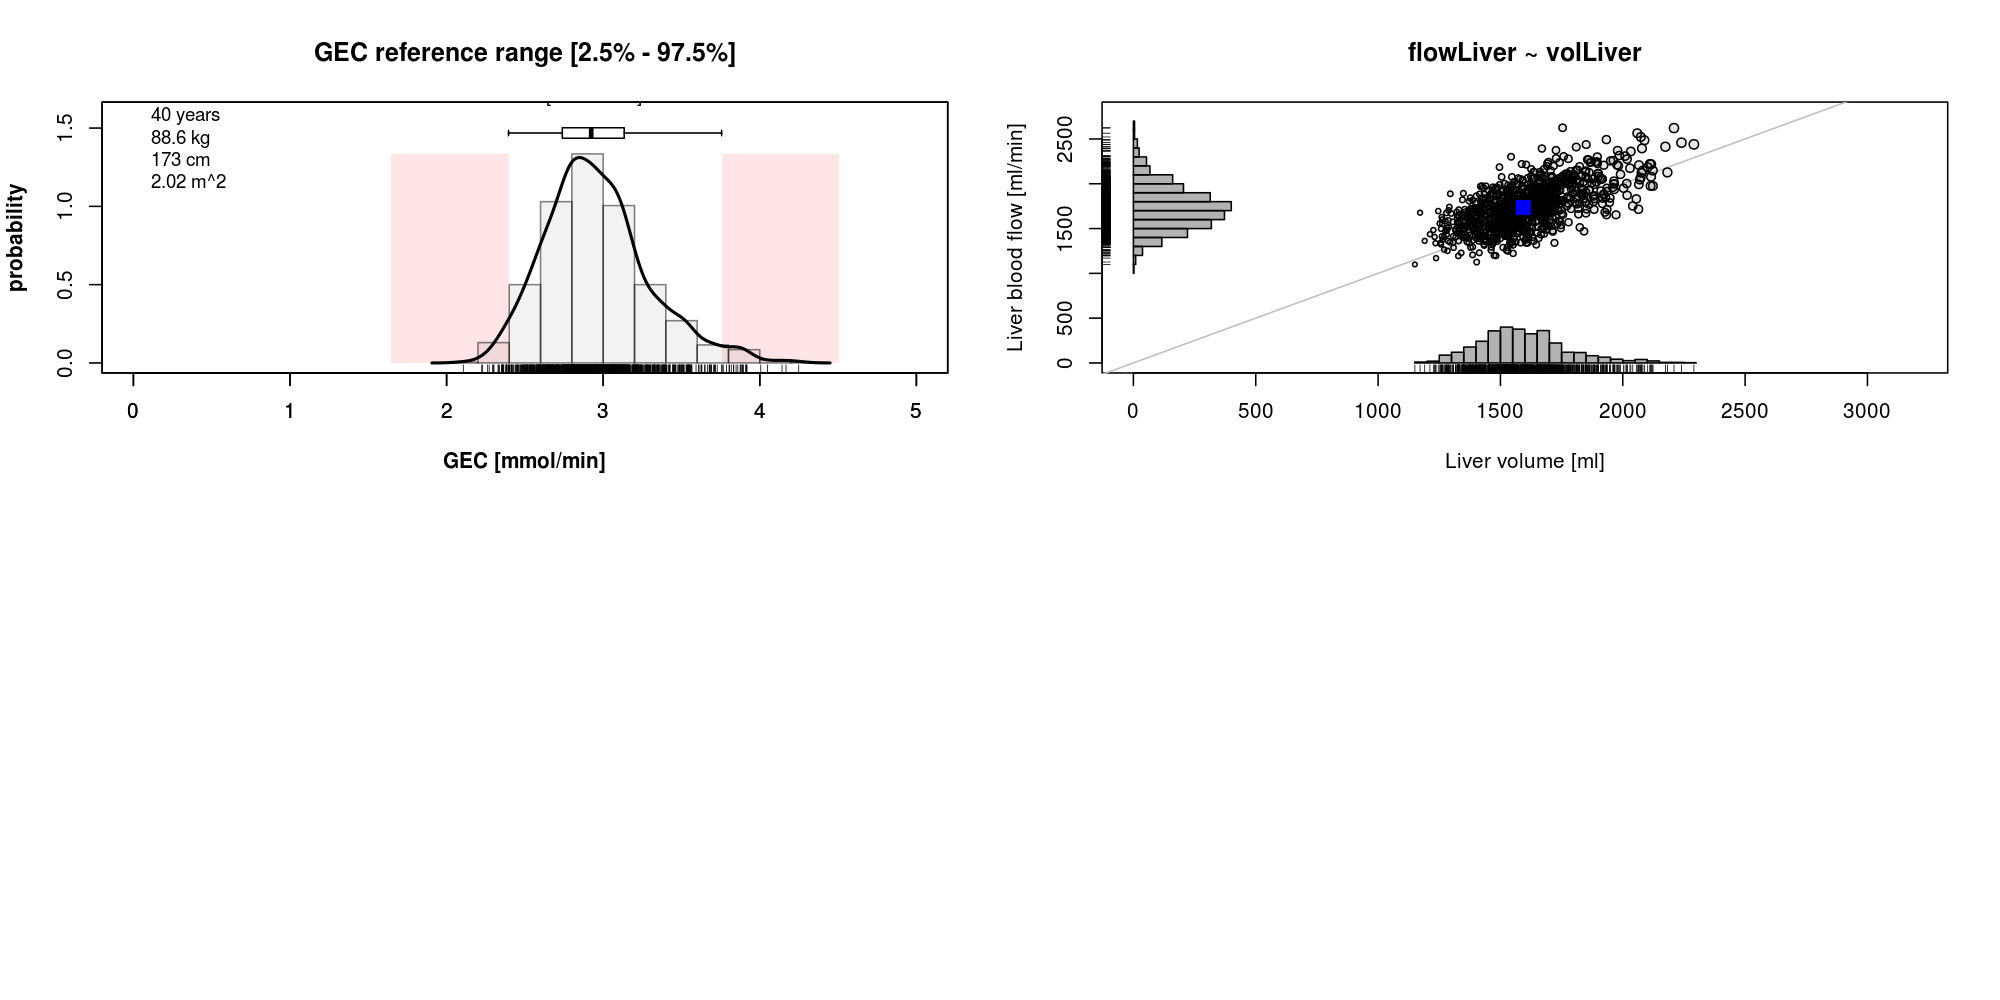 GEC reference range [2.5% - 97.5%]
40 years
88.6 kg
173 cm
2.02 m^2
probability
0.0
0.5
1.0
1.5
0
1
2
3
4
5
GEC [mmol/min]
flowLiver ~ volLiver
Liver blood flow [ml/min]
0
500
1500
2500
0
500
1000
1500
2000
2500
3000
Liver volume [ml]